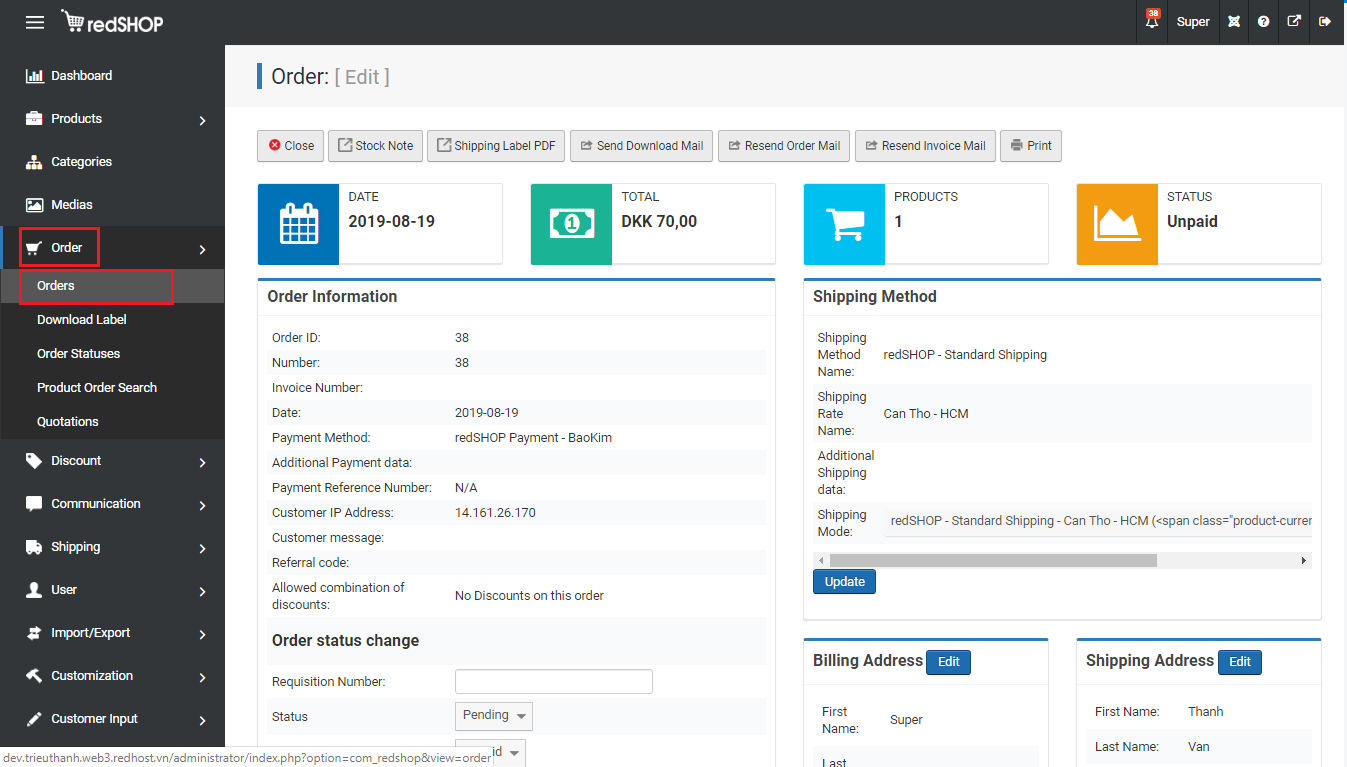 redSHOP
38
Super
Dashboard
Products
Categories
Medias
Order
Orders
Download Label
Order Statuses
Product Order Search
Quotations
Discount
Communication
Shipping
User
Import/Export
Customization
Customer Input
Order: [ Edit ]
Close
Stock Note
Shipping Label PDF
Send Download Mail
Resend Order Mail
Resend Invoice Mail
Print
DATE
2019-08-19
TOTAL
DKK 70,00
PRODUCTS
1
STATUS
Unpaid
Order Information
Order ID: 38
Number: 38
Invoice Number:
Date: 2019-08-19
Payment Method: redSHOP Payment - BaoKim
Additional Payment data:
Payment Reference Number: N/A
Customer IP Address: 14.161.26.170
Customer message:
Referral code:
Allowed combination of
discounts:
No Discounts on this order
Order status change
Requisition Number:
Status Pending
id
Shipping Method
Shipping
Method
Name:
redSHOP - Standard Shipping
Shipping
Rate
Name:
Can Tho - HCM
Additional
Shipping
data:
Shipping
Mode:
redSHOP - Standard Shipping - Can Tho - HCM (<span class="product-curren
Update
Billing Address Edit
First
Name:
Super
Last
Shipping Address Edit
First Name: Thanh
Last Name: Van
dev.trieuthanh.web3.redhost.vn/administrator/index.php?option=com_redshop&view=order